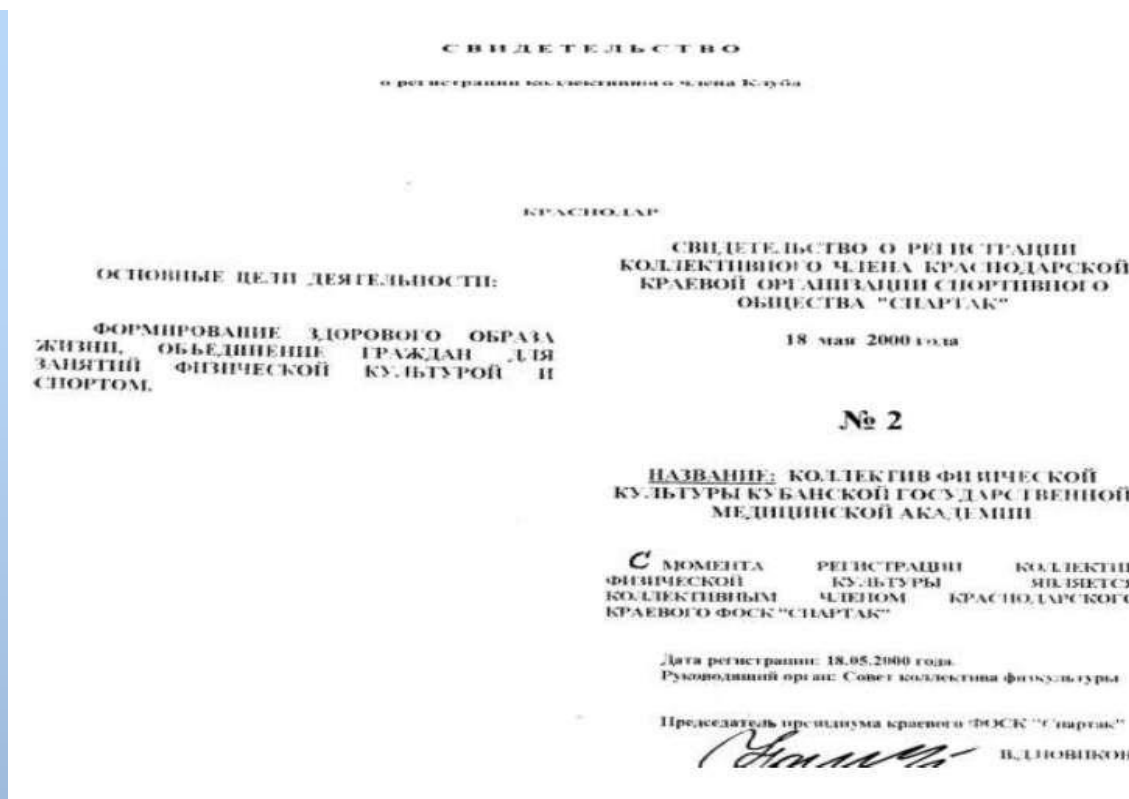 СВИДЕТЕЛЬСТВО
о регистрации коллективного члена Клуба
КРАСНОДАР
ОСНОВНЫЕ ЦЕЛИ ДЕЯТЕЛЬНОСТИ:
ФОРМИРОВАНИЕ ЗДОРОВОГО ОБРАЗА
ЖИЗНИ, ОБЪЕДИНЕНИЕ ГРАЖДАН ДЛЯ
ЗАНЯТИЙ ФИЗИЧЕСКОЙ КУЛЬТУРОЙ И
СПОРТОМ.
СВИДЕТЕЛЬСТВО О РЕГИСТРАЦИИ
КОЛЛЕКТИВНОГО ЧЛЕНА КРАСНОДАРСКОЙ
КРАЕВОЙ ОРГАНИЗАЦИИ СПОРТИВНОГО
ОБЩЕСТВА "СПАРТАК"
18 мая 2000 года
№ 2
НАЗВАНИЕ: КОЛЛЕКТИВ ФИЗИЧЕСКОЙ
КУЛЬТУРЫ КУБАНСКОЙ ГОСУДАРСТВЕННОЙ
МЕДИЦИНСКОЙ АКАДЕМИИ
С МОМЕНТА РЕГИСТРАЦИИ КОЛЛЕКТИВ
ФИЗИЧЕСКОЙ КУЛЬТУРЫ ЯВЛЯЕТСЯ
КОЛЛЕКТИВНЫМ ЧЛЕНОМ КРАСНОДАРСКОГО
КРАЕВОГО ФОСК "СПАРТАК"
Дата регистрации: 18.05.2000 года.
Руководящий орган: Совет коллектива физкультуры
Председатель президиума краевого ФОСК "Спартак"
В.Д.НОВИКОВ